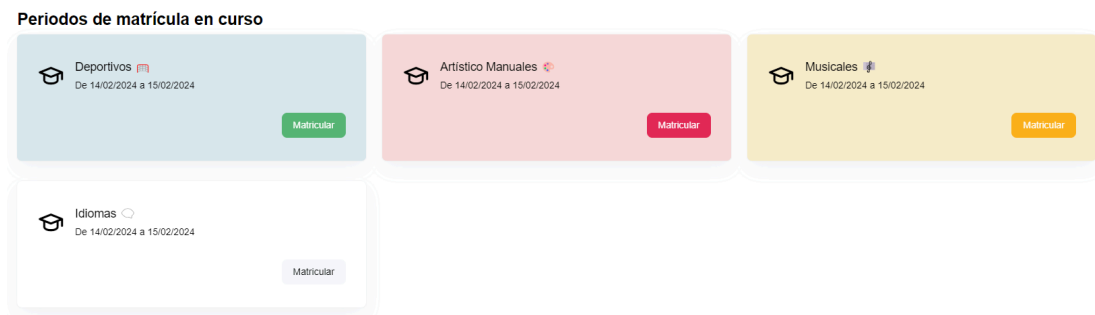 Periodos de matrícula en curso
Deportivos
De 14/02/2024 a 15/02/2024
Matricular
Artístico Manuales
De 14/02/2024 a 15/02/2024
Matricular
Musicales
De 14/02/2024 a 15/02/2024
Matricular
Idiomas
De 14/02/2024 a 15/02/2024
Matricular